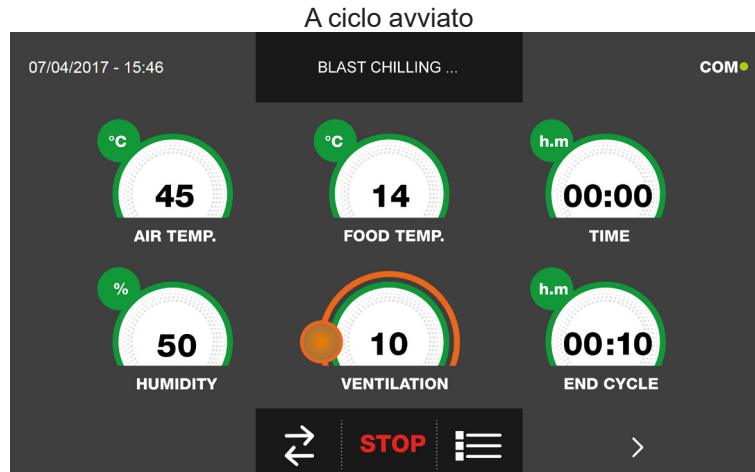 A ciclo avviato
07/04/2017 - 15:46
BLAST CHILLING ...
COM
°C
45
AIR TEMP.
°C
14
FOOD TEMP.
h.m
00:00
TIME
%
50
HUMIDITY
10
VENTILATION
h.m
00:10
END CYCLE
STOP